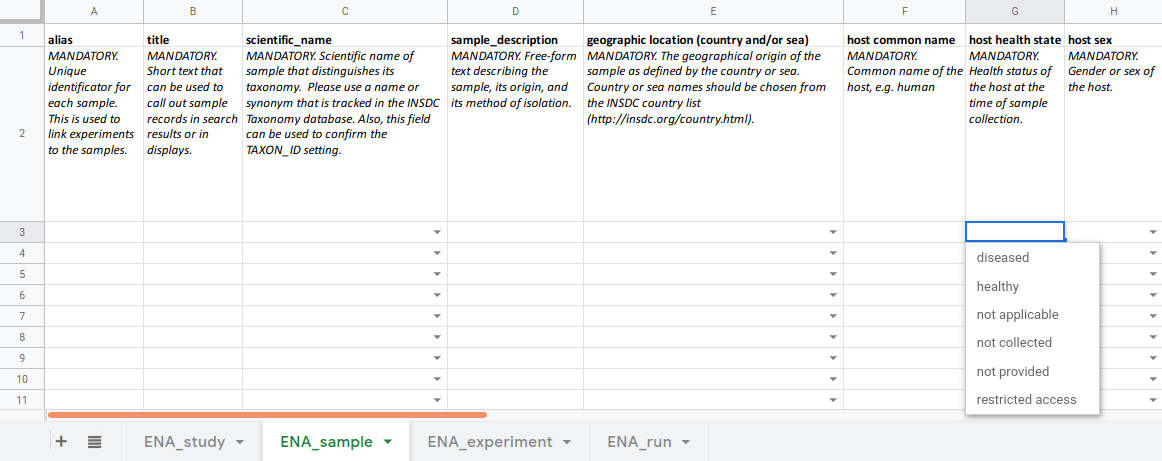 A B C D E F G H
1 alias title scientific_name sample_description geographic location (country and/or sea) host common name host health state host sex
2
MANDATORY.
Unique
identifier for
each sample.
This is used to
link experiments
to the samples.
MANDATORY.
Short text that
can be used to
call out sample
records in search
results or in
displays.
MANDATORY. Scientific name of
sample that distinguishes its
taxonomy.  Please use a name or
synonym that is tracked in the INSDC
Taxonomy database. Also, this field
can be used to confirm the
TAXON_ID setting.
MANDATORY. Free-form
text describing the
sample, its origin, and
its method of isolation.
MANDATORY. The geographical origin of the
sample as defined by the country or sea.
Country or sea names should be chosen from
the INSDC country list
(http://insdc.org/country.html).
MANDATORY.
Common name of the
host, e.g. human
MANDATORY.
Health status of
the host at the
time of sample
collection.
MANDATORY.
Gender or sex of
the host.
3
4
5
6
7
8
9
10
11
diseased
healthy
not applicable
not collected
not provided
restricted access
+ ENA_study ENA_sample ENA_experiment ENA_run